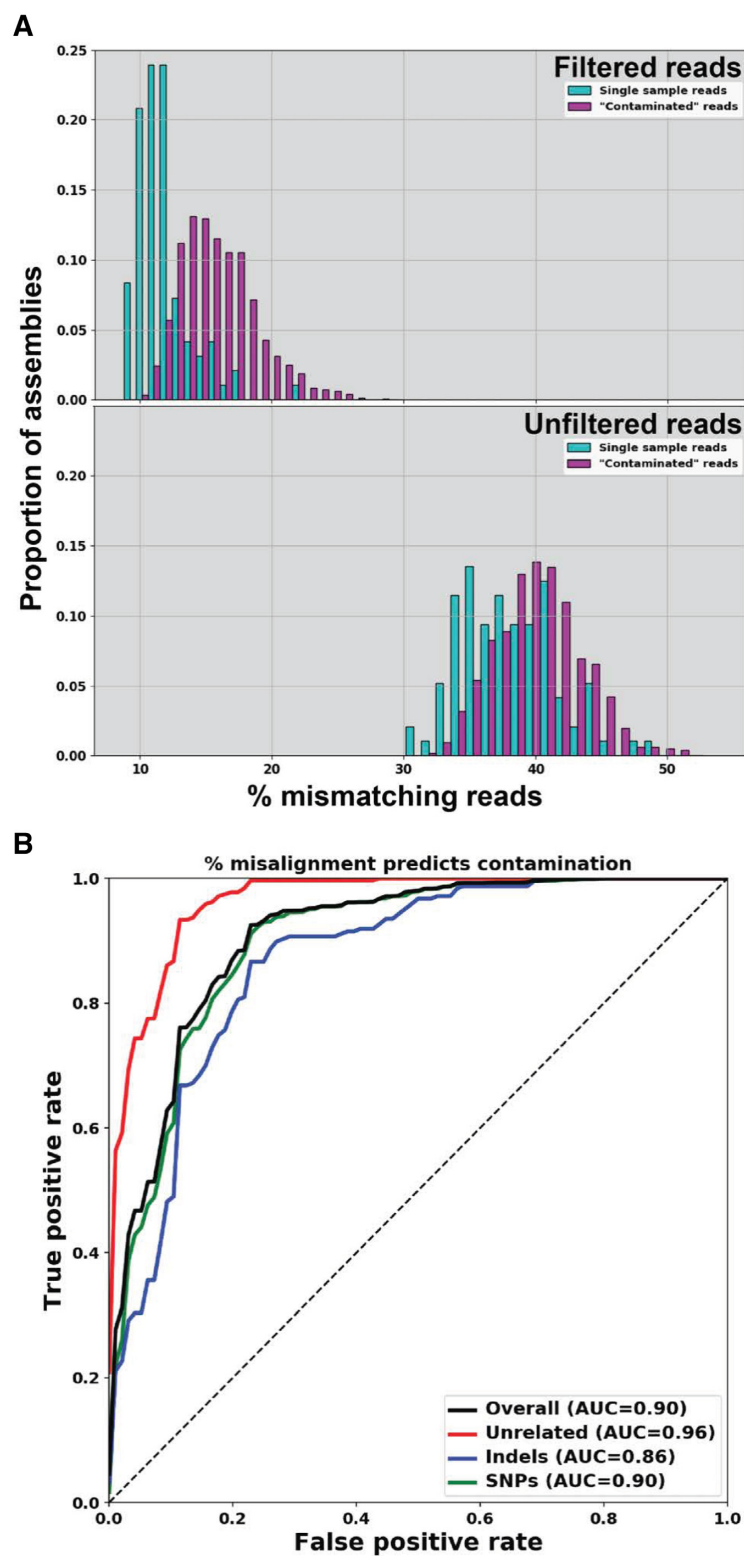 A
Filtered reads
Single sample reads
"Contaminated" reads
0.25
0.20
0.15
0.10
0.05
0.00
Proportion of assemblies
Unfiltered reads
Single sample reads
"Contaminated" reads
0.20
0.15
0.10
0.05
0.00
10 20 30 40 50
% mismatching reads
B
% misalignment predicts contamination
1.0
0.8
0.6
0.4
0.2
0.0
True positive rate
Overall (AUC=0.90)
Unrelated (AUC=0.96)
Indels (AUC=0.86)
SNPs (AUC=0.90)
0.0 0.2 0.4 0.6 0.8 1.0
False positive rate